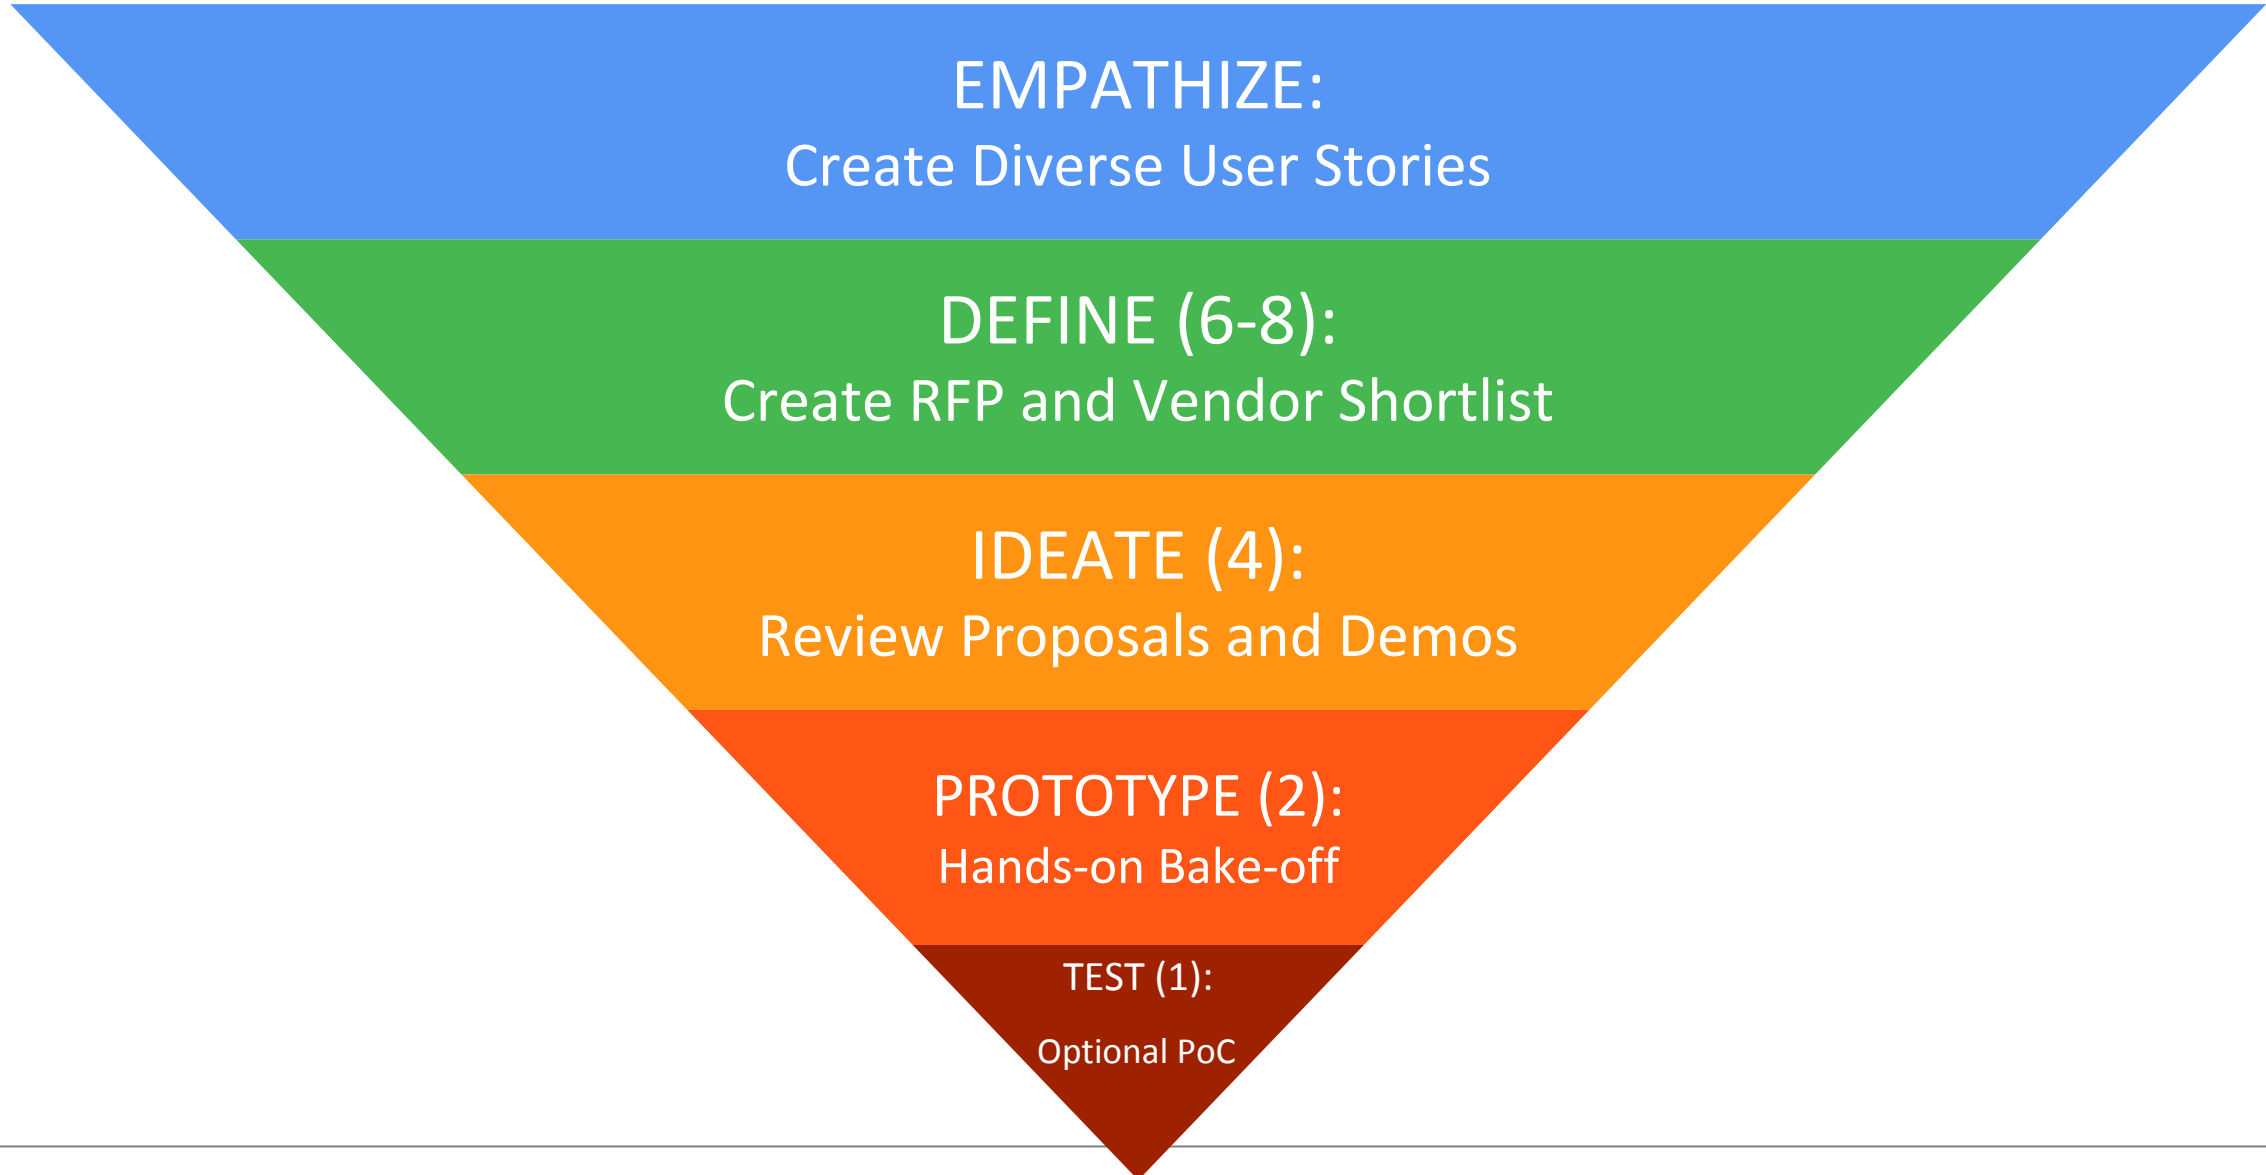 EMPATHIZE:
Create Diverse User Stories
DEFINE (6-8):
Create RFP and Vendor Shortlist
IDEATE (4):
Review Proposals and Demos
PROTOTYPE (2):
Hands-on Bake-off
TEST (1):
Optional PoC